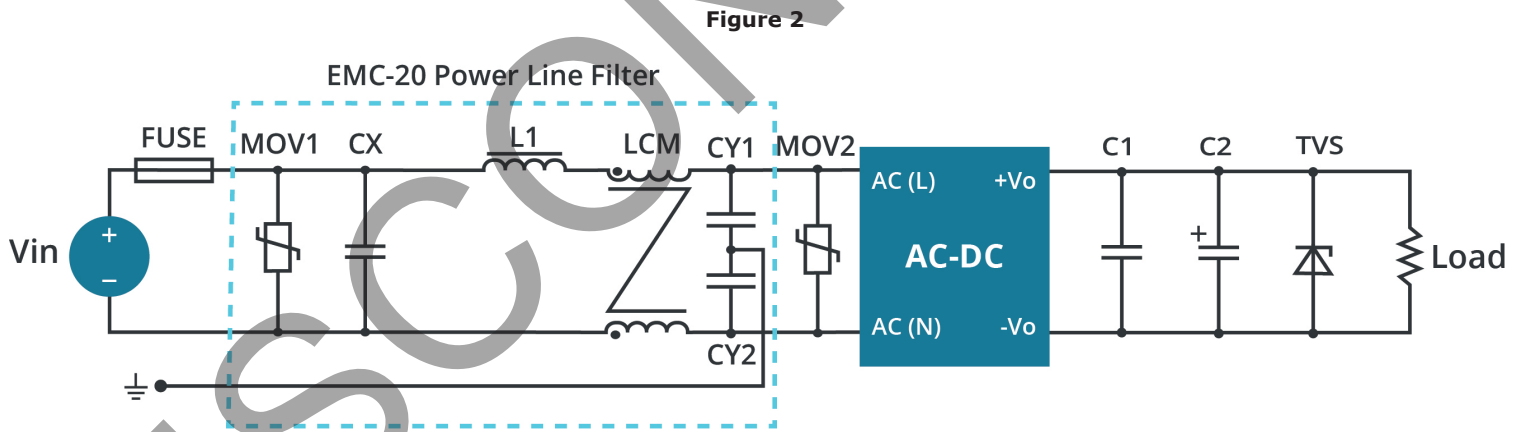 Figure 2
EMC-20 Power Line Filter
FUSE MOV1 CX L1 LCM CY1 MOV2 C1 C2 TVS
AC (L) +Vo
+
+
Vin AC-DC Load
−
AC (N) -Vo
CY2
SCON